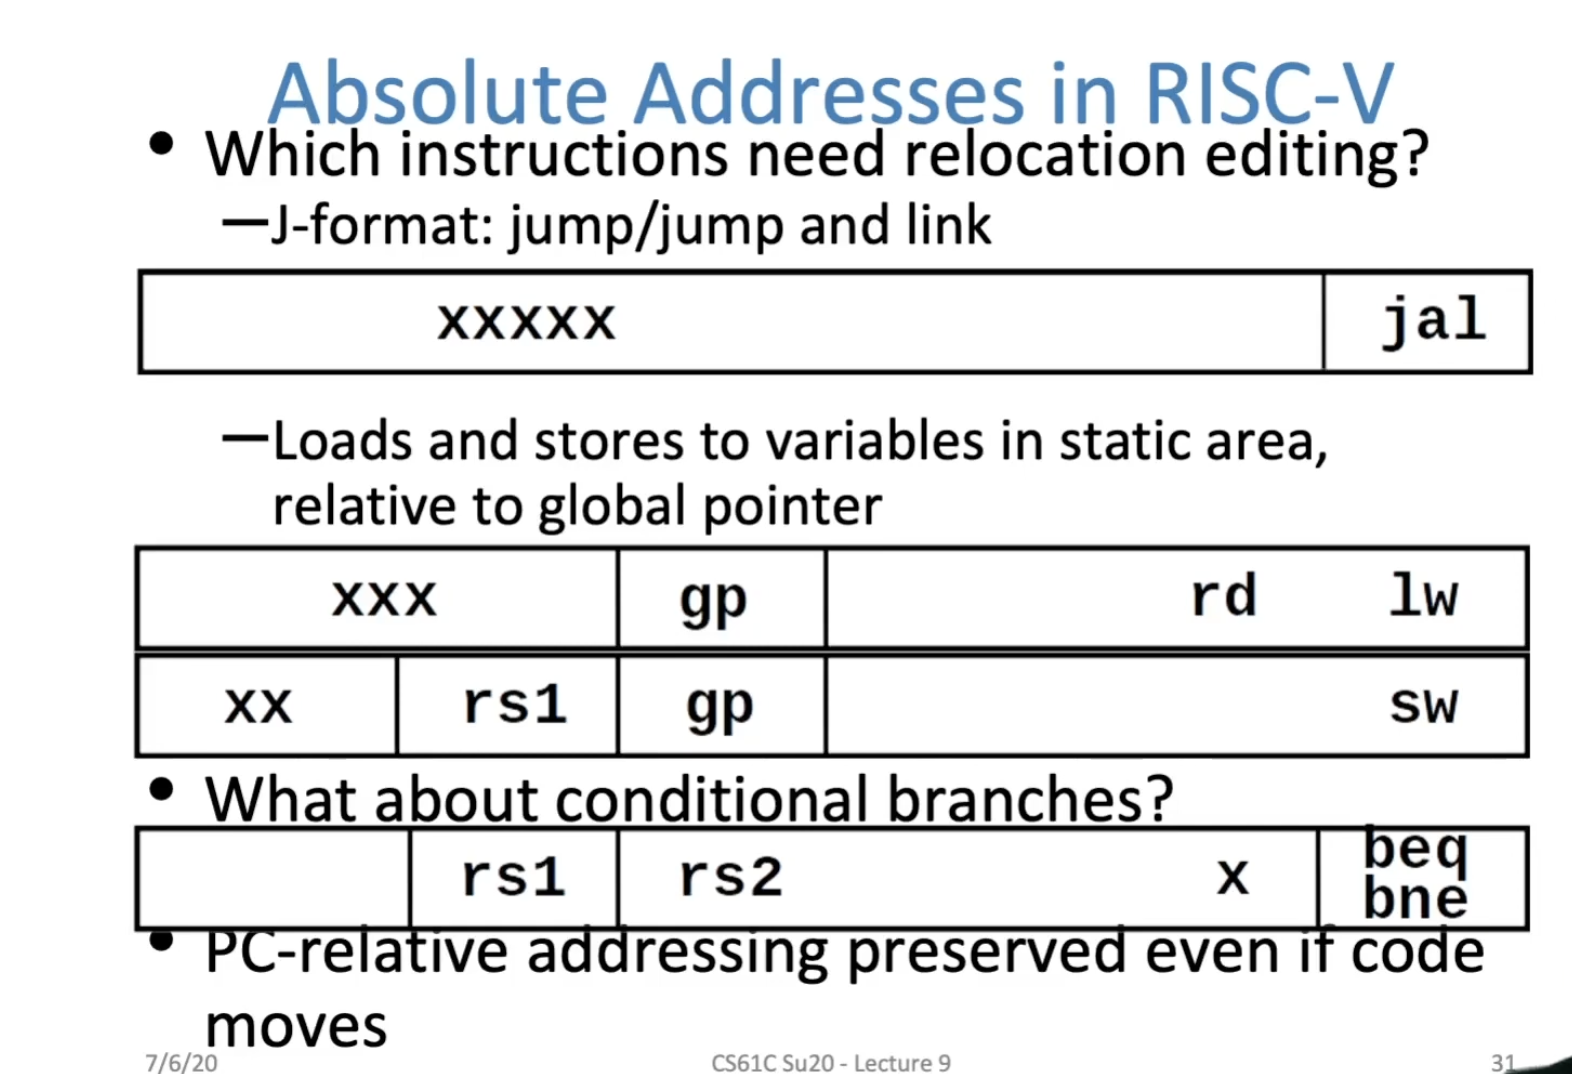 Absolute Addresses in RISC-V
• Which instructions need relocation editing?
—J-format: jump/jump and link
xxxxx jal
—Loads and stores to variables in static area,
relative to global pointer
xxx gp rd lw
xx rs1 gp sw
• What about conditional branches?
rs1 rs2 x beq
bne
• PC-relative addressing preserved even if code
moves
7/6/20 CS61C Su20 - Lecture 9 31